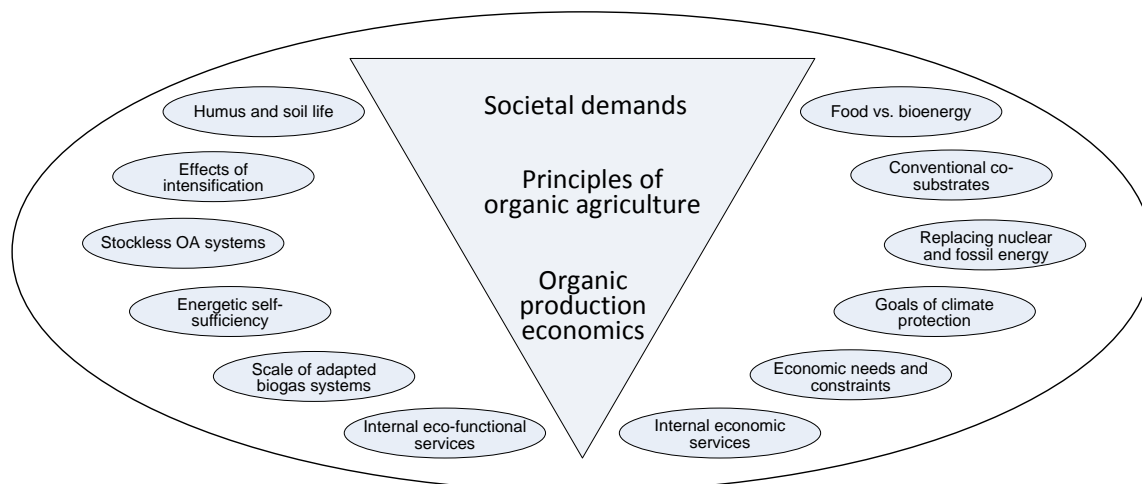 Societal demands
Principles of
organic agriculture
Organic
production
economics
Humus and soil life
Effects of
intensification
Stockless OA systems
Energetic self-
sufficiency
Scale of adapted
biogas systems
Internal eco-functional
services
Food vs. bioenergy
Conventional co-
substrates
Replacing nuclear
and fossil energy
Goals of climate
protection
Economic needs and
constraints
Internal economic
services